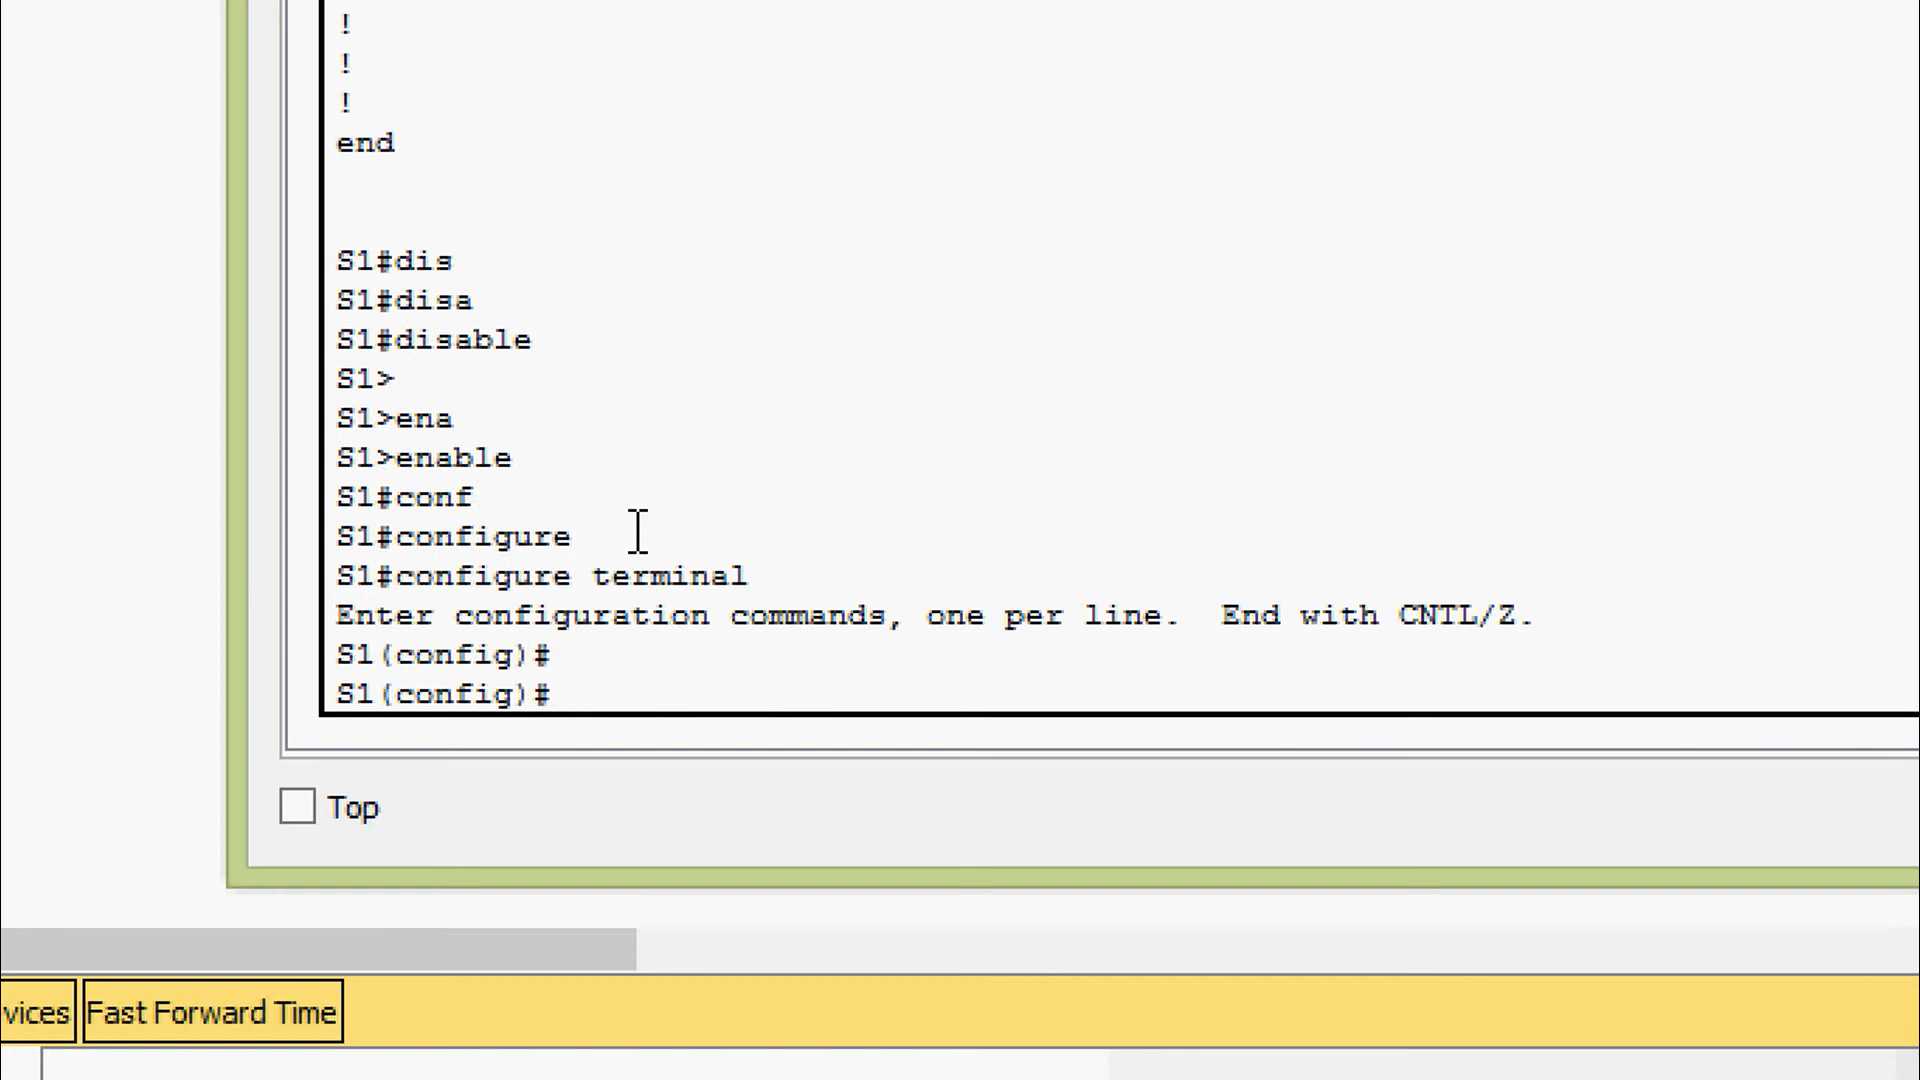 !
!
!
end
S1#dis
S1#disa
S1#disable
S1>
S1>ena
S1>enable
S1#conf
S1#configure
S1#configure terminal
Enter configuration commands, one per line.  End with CNTL/Z.
S1(config)#
S1(config)#
Top
vices Fast Forward Time